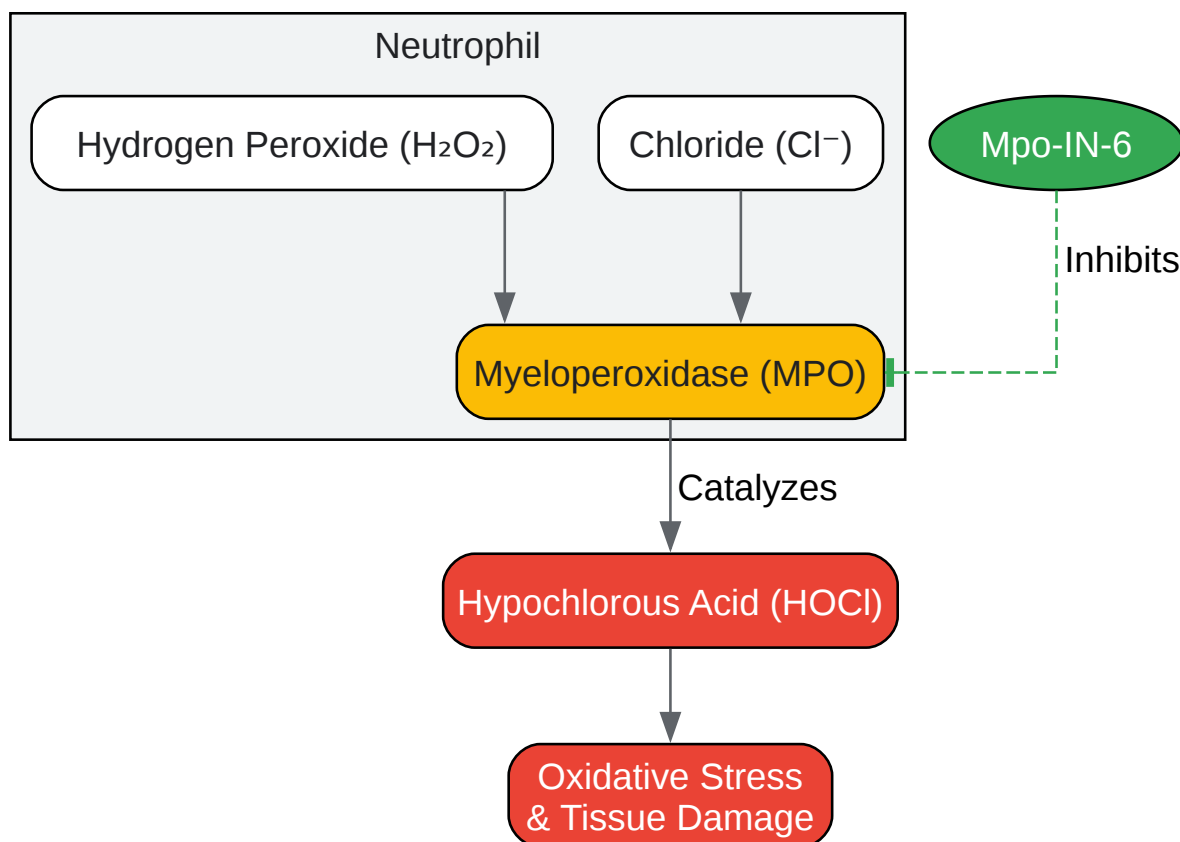 Neutrophil
Hydrogen Peroxide (H₂O₂)
Chloride (Cl⁻)
Mpo-IN-6
Inhibits
Myeloperoxidase (MPO)
Catalyzes
Hypochlorous Acid (HOCl)
Oxidative Stress
& Tissue Damage